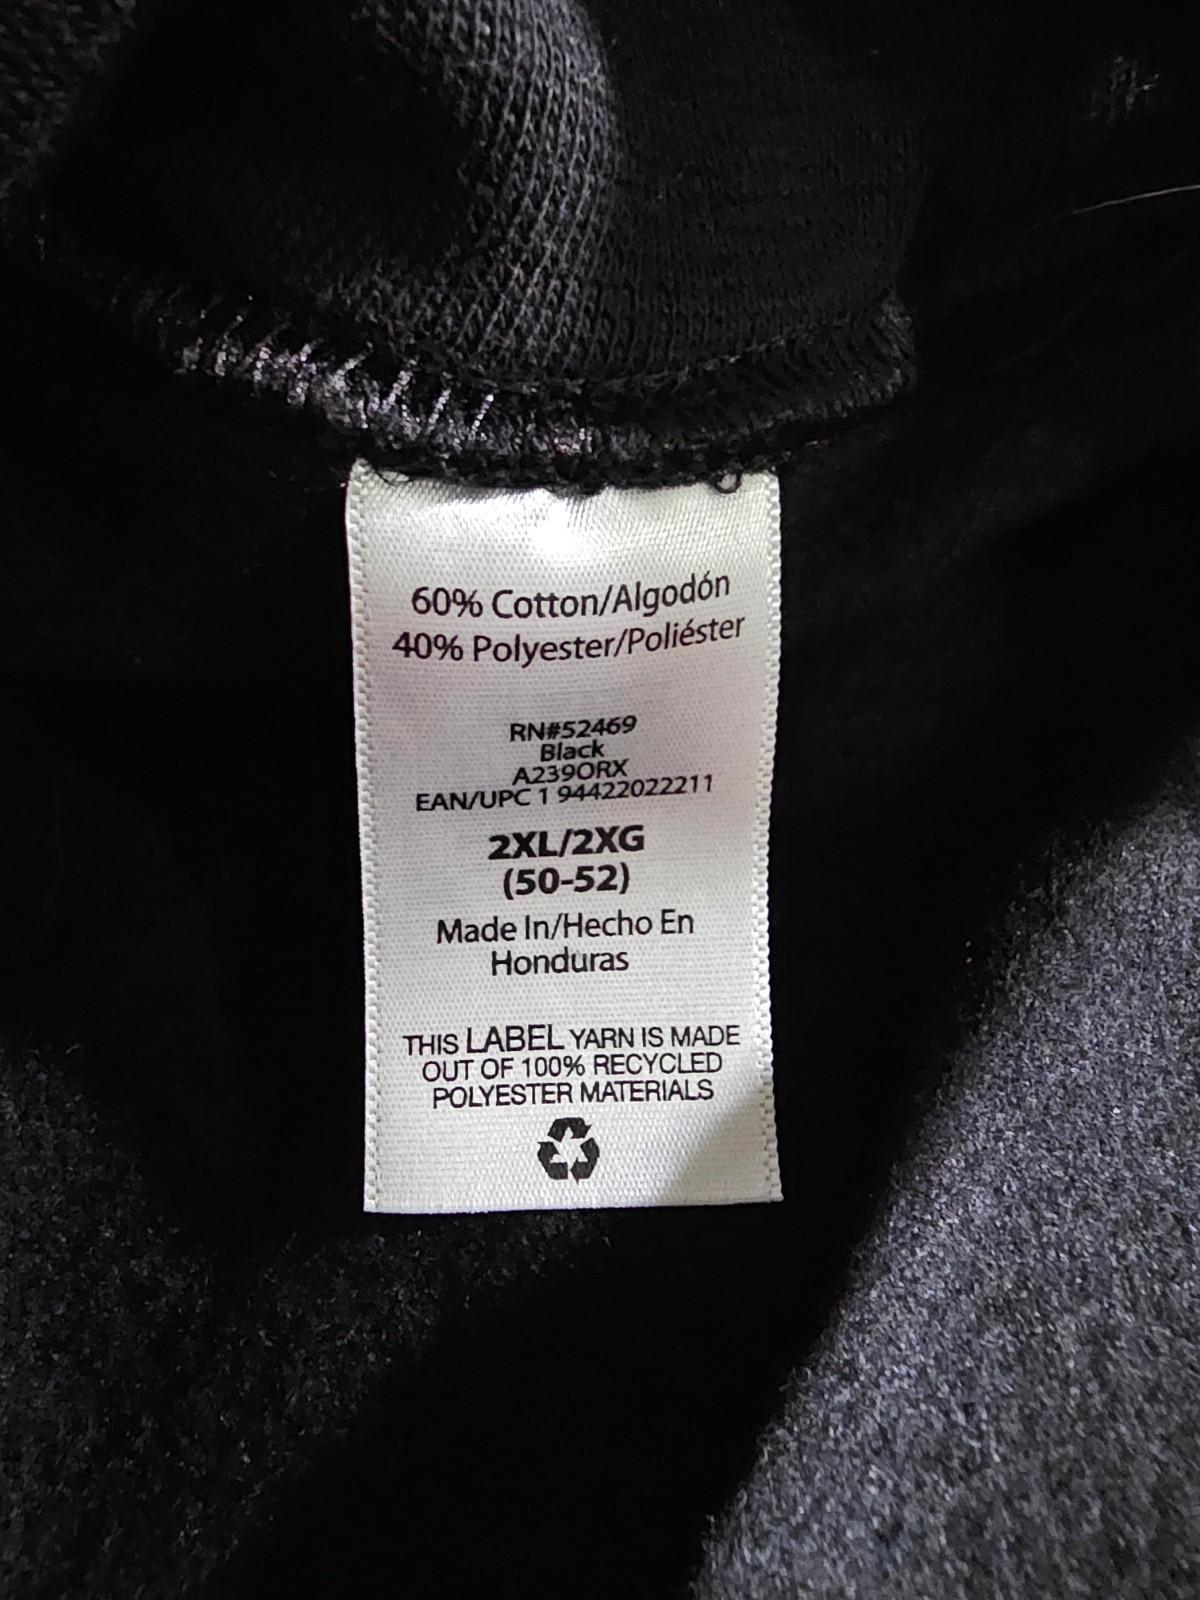 60% Cotton/Algodón
40% Polyester/Poliéster
RN#52469
Black
A239ORX
EAN/UPC 1 94422022211
2XL/2XG
(50-52)
Made In/Hecho En
Honduras
THIS LABEL YARN IS MADE
OUT OF 100% RECYCLED
POLYESTER MATERIALS